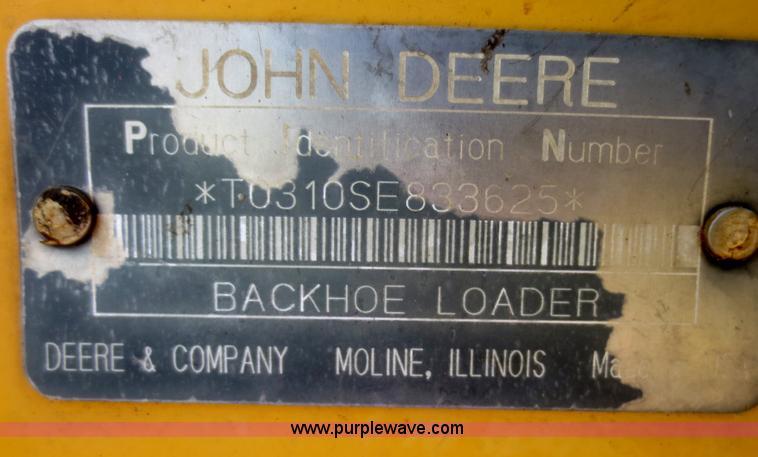 JOHN DEERE
Product Identification Number
*T0310SE833625*
BACKHOE LOADER
DEERE & COMPANY MOLINE, ILLINOIS
www.purplewave.com